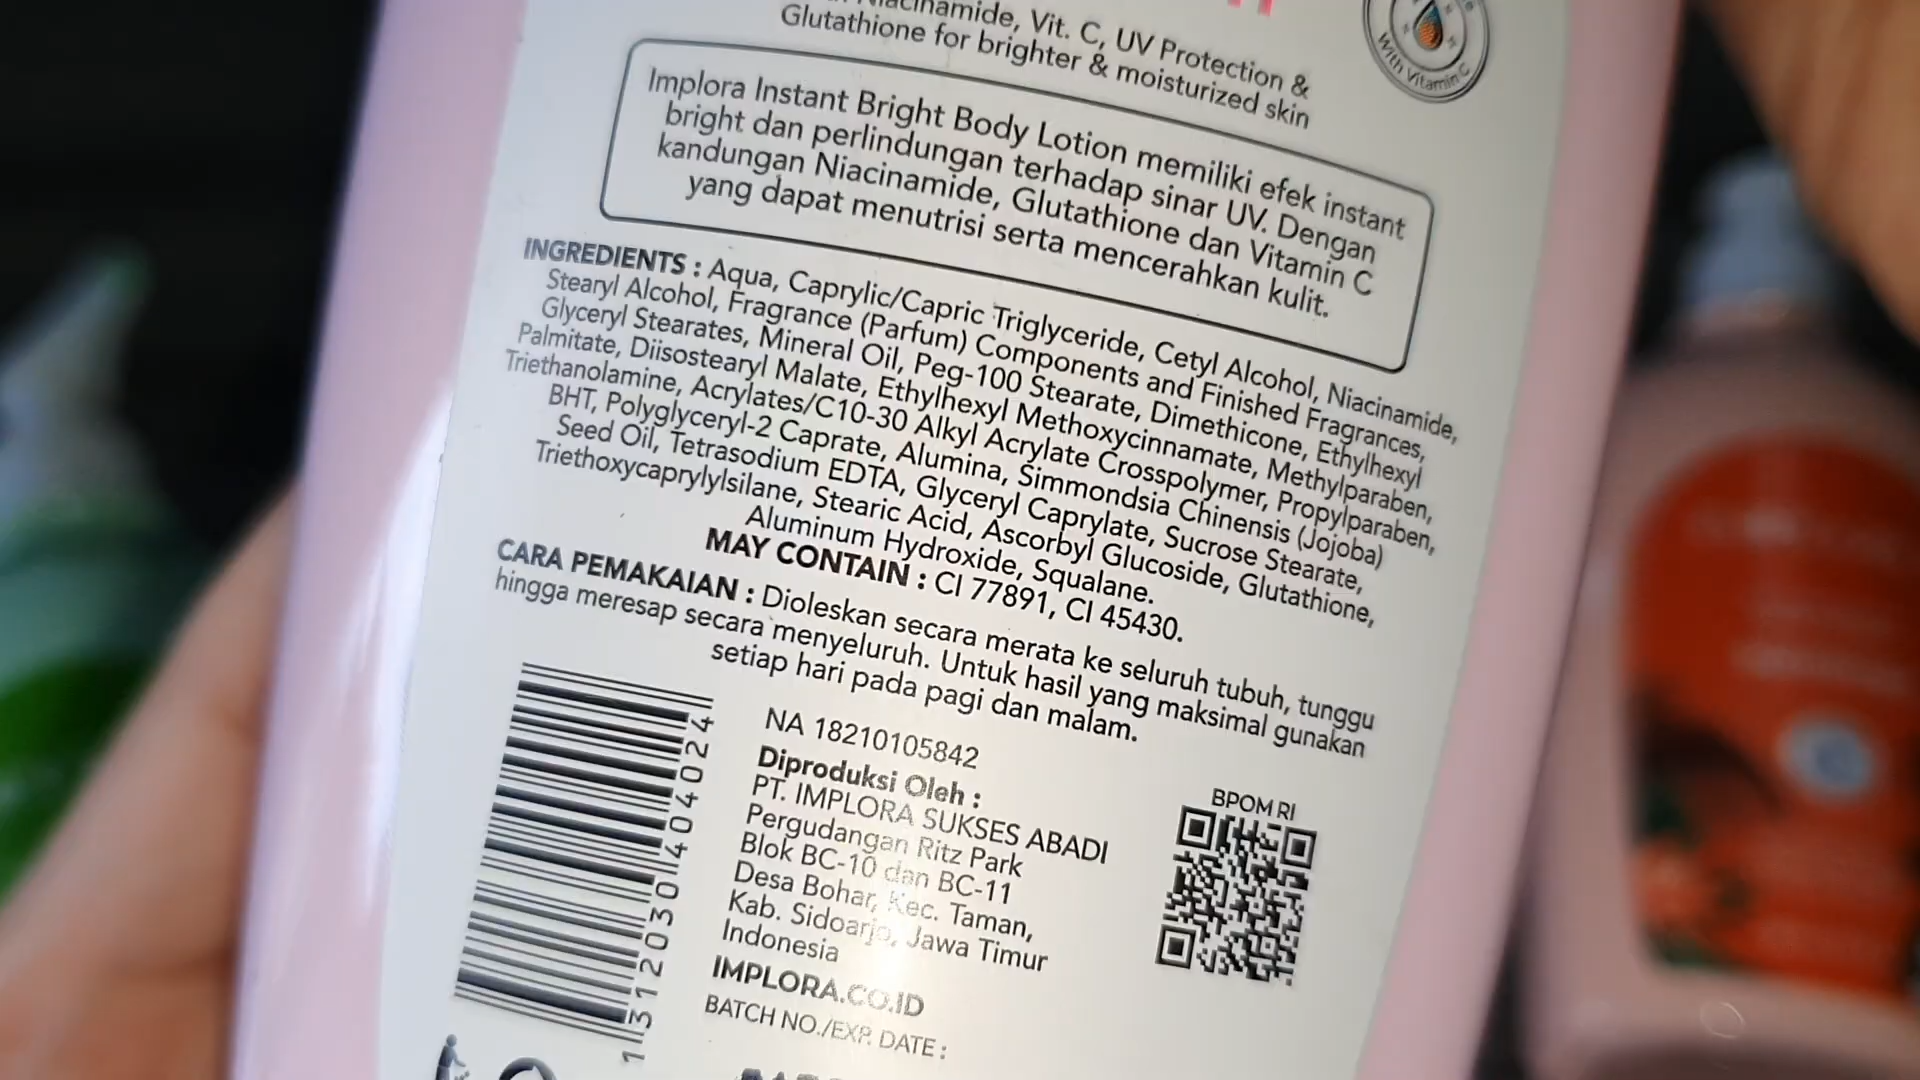 Niacinamide, Vit. C, UV Protection &
Glutathione for brighter & moisturized skin
With Vitamin C
Implora Instant Bright Body Lotion memiliki efek instant
bright dan perlindungan terhadap sinar UV. Dengan
kandungan Niacinamide, Glutathione dan Vitamin C
yang dapat menutrisi serta mencerahkan kulit.
INGREDIENTS : Aqua, Caprylic/Capric Triglyceride, Cetyl Alcohol, Niacinamide,
Stearyl Alcohol, Fragrance (Parfum) Components and Finished Fragrances,
Glyceryl Stearates, Mineral Oil, Peg-100 Stearate, Dimethicone, Ethylhexyl
Palmitate, Diisostearyl Malate, Ethylhexyl Methoxycinnamate, Methylparaben,
Triethanolamine, Acrylates/C10-30 Alkyl Acrylate Crosspolymer, Propylparaben,
BHT, Polyglyceryl-2 Caprate, Alumina, Simmondsia Chinensis (Jojoba)
Seed Oil, Tetrasodium EDTA, Glyceryl Caprylate, Sucrose Stearate,
Triethoxycaprylylsilane, Stearic Acid, Ascorbyl Glucoside, Glutathione,
Aluminum Hydroxide, Squalane.
MAY CONTAIN : CI 77891, CI 45430.
CARA PEMAKAIAN : Dioleskan secara merata ke seluruh tubuh, tunggu
hingga meresap secara menyeluruh. Untuk hasil yang maksimal gunakan
setiap hari pada pagi dan malam.
NA 18210105842
Diproduksi Oleh :
PT. IMPLORA SUKSES ABADI
Pergudangan Ritz Park
Blok BC-10 dan BC-11
Desa Bohar, Kec. Taman,
Kab. Sidoarjo, Jawa Timur
Indonesia
IMPLORA.CO.ID
BATCH NO./EXP. DATE :
BPOM RI
1312030140424